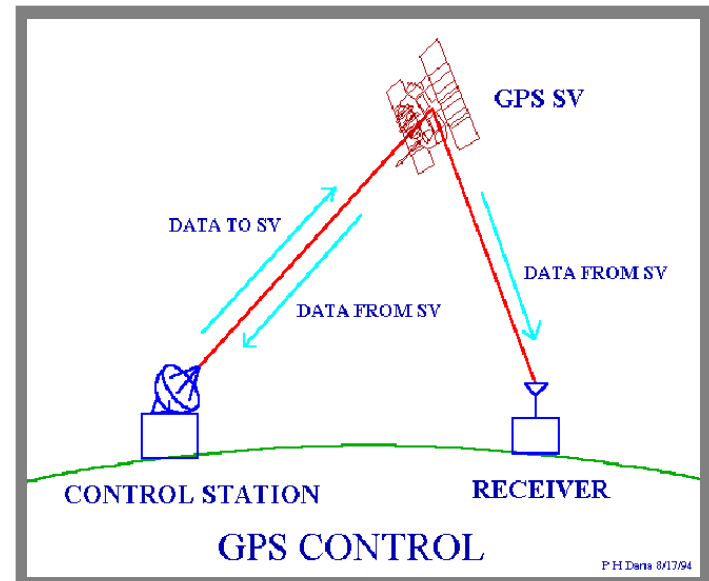 GPS SV
DATA TO SV
DATA FROM SV
DATA FROM SV
CONTROL STATION
RECEIVER
GPS CONTROL
P H Dana 8/17/94